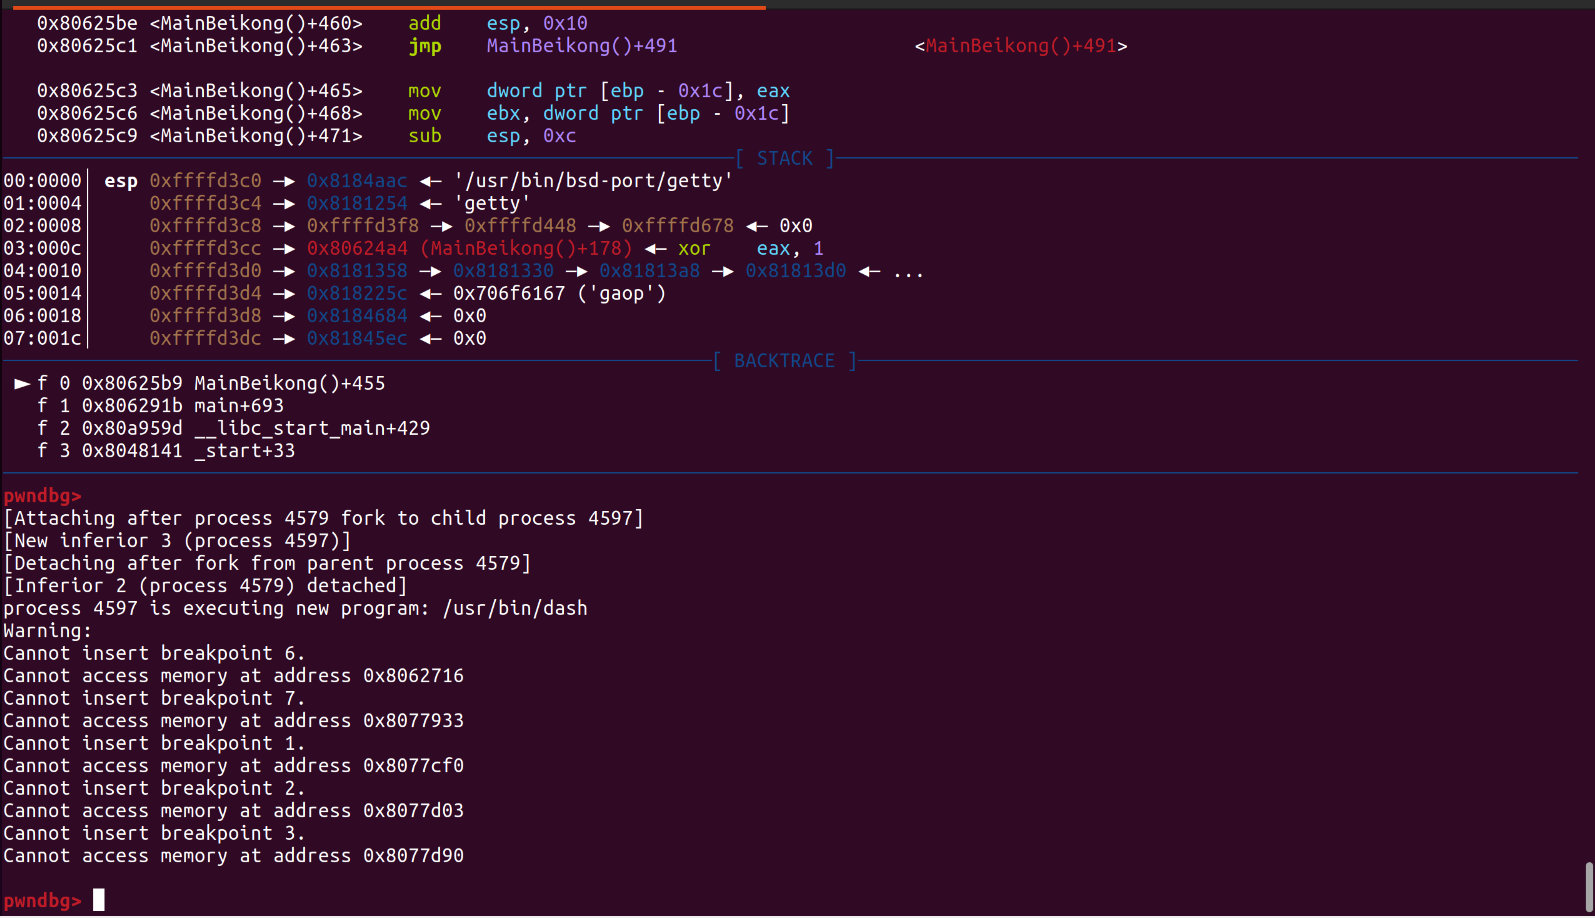 0x80625be <MainBeikong()+460>    add    esp, 0x10
0x80625c1 <MainBeikong()+463>    jmp    MainBeikong()+491                     <MainBeikong()+491>
0x80625c3 <MainBeikong()+465>    mov    dword ptr [ebp - 0x1c], eax
0x80625c6 <MainBeikong()+468>    mov    ebx, dword ptr [ebp - 0x1c]
0x80625c9 <MainBeikong()+471>    sub    esp, 0xc
[ STACK ]
00:0000│ esp 0xffffd3c0 —▸ 0x8184aac ◂— '/usr/bin/bsd-port/getty'
01:0004│     0xffffd3c4 —▸ 0x8181254 ◂— 'getty'
02:0008│     0xffffd3c8 —▸ 0xffffd3f8 —▸ 0xffffd448 —▸ 0xffffd678 ◂— 0x0
03:000c│     0xffffd3cc —▸ 0x80624a4 (MainBeikong()+178) ◂— xor    eax, 1
04:0010│     0xffffd3d0 —▸ 0x8181358 —▸ 0x8181330 —▸ 0x81813a8 —▸ 0x81813d0 ◂— ...
05:0014│     0xffffd3d4 —▸ 0x818225c ◂— 0x706f6167 ('gaop')
06:0018│     0xffffd3d8 —▸ 0x8184684 ◂— 0x0
07:001c│     0xffffd3dc —▸ 0x81845ec ◂— 0x0
[ BACKTRACE ]
► f 0 0x80625b9 MainBeikong()+455
f 1 0x806291b main+693
f 2 0x80a959d __libc_start_main+429
f 3 0x8048141 _start+33
pwndbg>
[Attaching after process 4579 fork to child process 4597]
[New inferior 3 (process 4597)]
[Detaching after fork from parent process 4579]
[Inferior 2 (process 4579) detached]
process 4597 is executing new program: /usr/bin/dash
Warning:
Cannot insert breakpoint 6.
Cannot access memory at address 0x8062716
Cannot insert breakpoint 7.
Cannot access memory at address 0x8077933
Cannot insert breakpoint 1.
Cannot access memory at address 0x8077cf0
Cannot insert breakpoint 2.
Cannot access memory at address 0x8077d03
Cannot insert breakpoint 3.
Cannot access memory at address 0x8077d90
pwndbg>